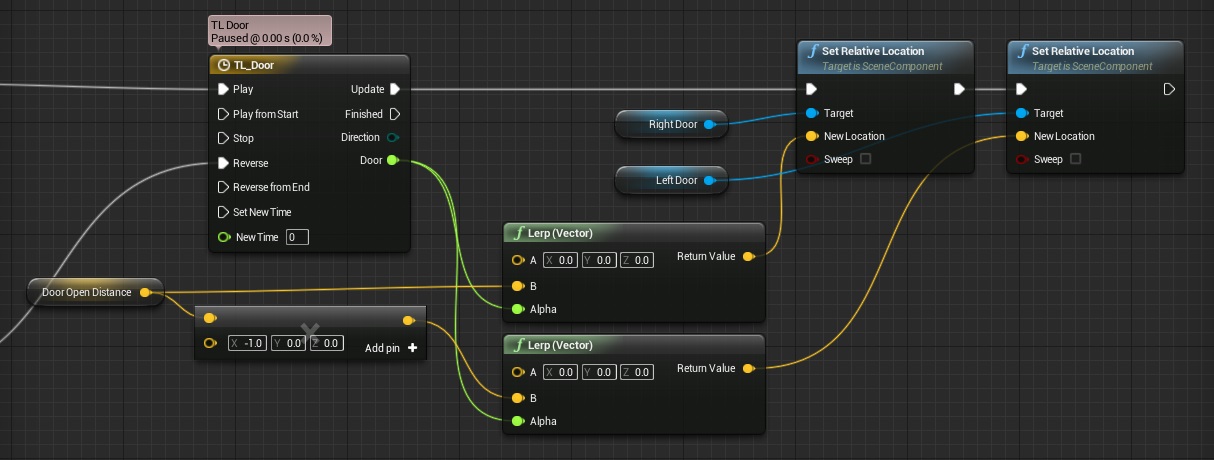 TL Door
Paused @ 0.00 s (0.0 %)
TL_Door
Play
Update
Play from Start
Finished
Stop
Direction
Reverse
Door
Reverse from End
Set New Time
New Time 0
Door Open Distance
X -1.0 Y 0.0 Z 0.0
Add pin
Right Door
Left Door
Lerp (Vector)
A X 0.0 Y 0.0 Z 0.0
Return Value
B
Alpha
Lerp (Vector)
A X 0.0 Y 0.0 Z 0.0
Return Value
B
Alpha
Set Relative Location
Target is SceneComponent
Target
New Location
Sweep
Set Relative Location
Target is SceneComponent
Target
New Location
Sweep